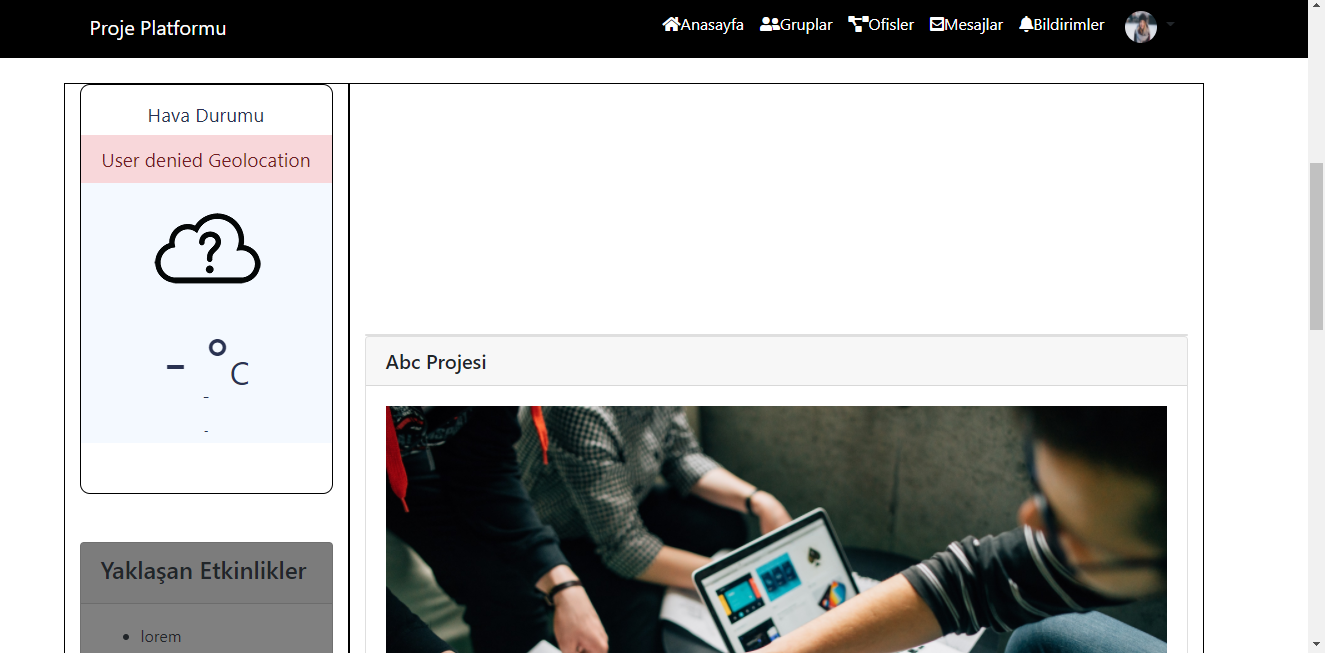 Proje Platformu
Anasayfa Gruplar Ofisler Mesajlar Bildirimler
Hava Durumu
User denied Geolocation
?
- °C
-
-
Yaklaşan Etkinlikler
lorem
Abc Projesi